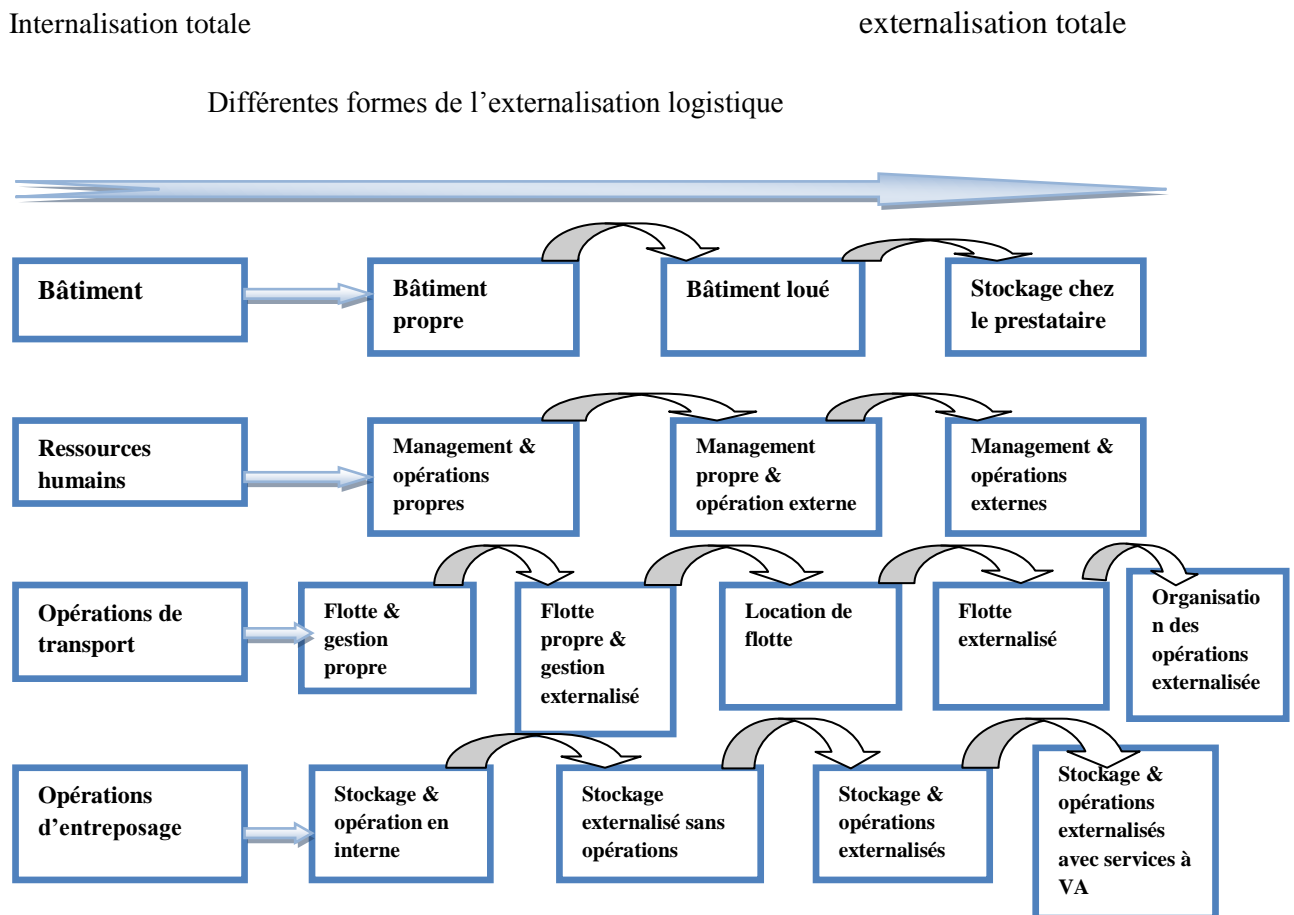 Internalisation totale
externalisation totale
Différentes formes de l’externalisation logistique
Bâtiment
Bâtiment
propre
Bâtiment loué
Stockage chez
le prestataire
Ressources
humains
Management &
opérations
propres
Management
propre &
opération externe
Management &
opérations
externes
Opérations de
transport
Flotte &
gestion
propre
Flotte
propre &
gestion
externalisé
Location de
flotte
Flotte
externalisé
Organisatio
n des
opérations
externalisée
Opérations
d’entreposage
Stockage &
opération en
interne
Stockage
externalisé sans
opérations
Stockage &
opérations
externalisés
Stockage &
opérations
externalisés
avec services à
VA